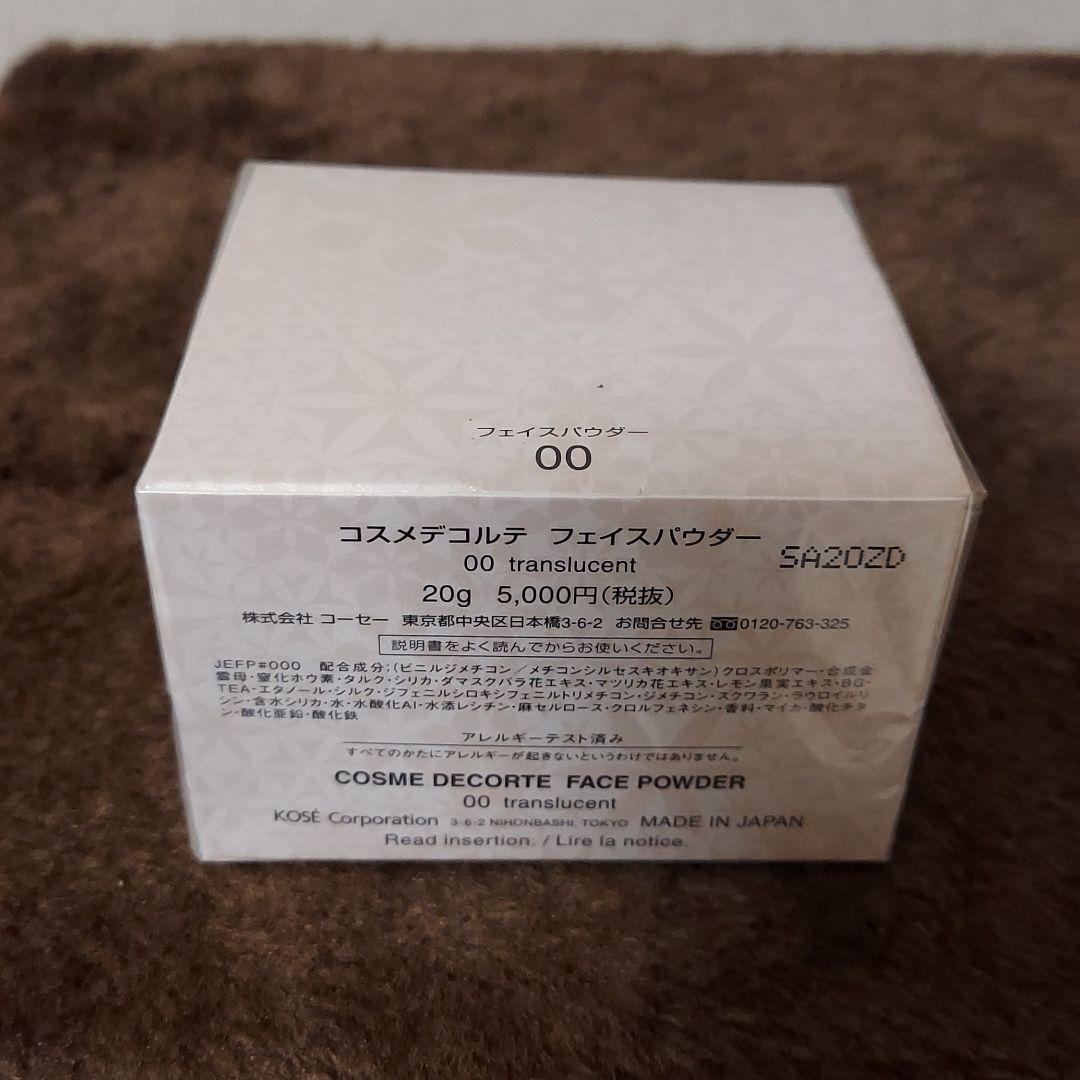 フェイスパウダー
00
コスメデコルテ フェイスパウダー
00 translucent
SA20ZD
20g 5,000円(税抜)
株式会社 コーセー 東京都中央区日本橋3-6-2 お問合せ先 0120-763-325
説明書をよく読んでからお使いください。
JEFP#000 配合成分;(ビニルジメチコン/メチコンシルセスキオキサン)クロスポリマー・合成金
雲母・窒化ホウ素・タルク・シリカ・ダマスクバラ花エキス・マツリカ花エキス・レモン果実エキス・BG・
TEA・エタノール・シルク・ジフェニルシロキシフェニルトリメチコン・ジメチコン・スクワラン・ラウロイルリ
シン・含水シリカ・水・水酸化Al・水添レシチン・麻セルロース・クロルフェネシン・香料・マイカ・酸化チタ
ン・酸化亜鉛・酸化鉄
アレルギーテスト済み
すべてのかたにアレルギーが起きないというわけではありません。
COSME DECORTE FACE POWDER
00 translucent
KOSÉ Corporation 3-6-2 NIHONBASHI, TOKYO MADE IN JAPAN
Read insertion. / Lire la notice.